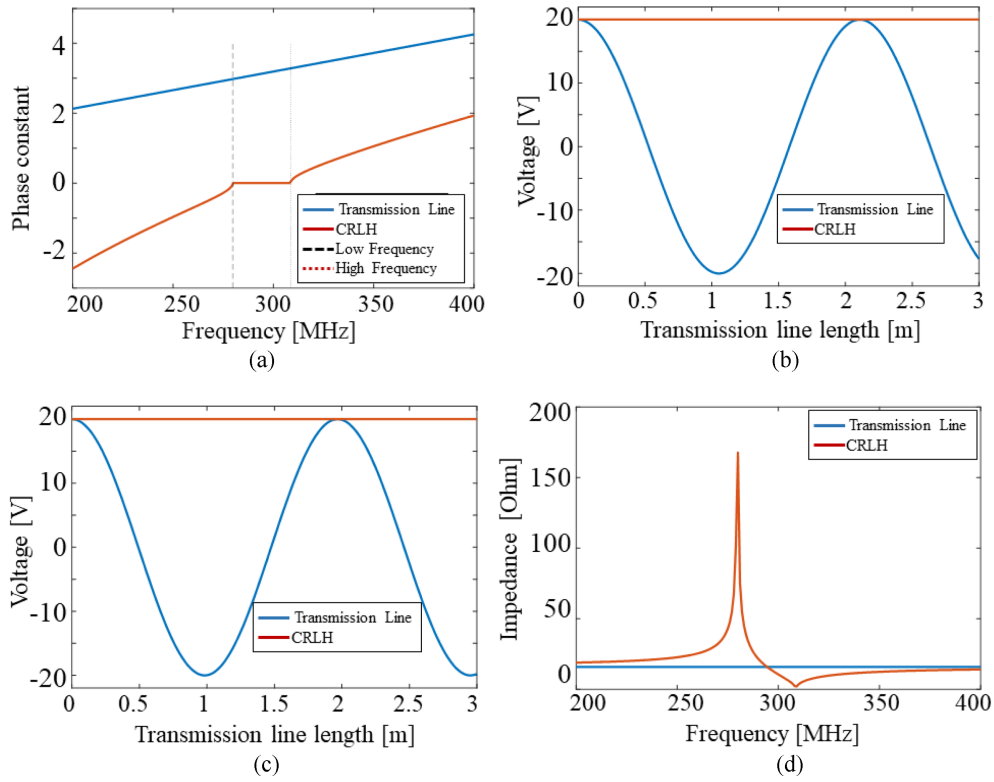 4
2
0
-2
Phase constant
200
250
300
350
400
Frequency [MHz]
Transmission Line
CRLH
Low Frequency
High Frequency
(a)
20
10
0
-10
-20
Voltage [V]
0
0.5
1
1.5
2
2.5
3
Transmission line length [m]
Transmission Line
CRLH
(b)
20
10
0
-10
-20
Voltage [V]
0
0.5
1
1.5
2
2.5
3
Transmission line length [m]
Transmission Line
CRLH
(c)
200
150
100
50
0
Impedance [Ohm]
200
250
300
350
400
Frequency [MHz]
Transmission Line
CRLH
(d)